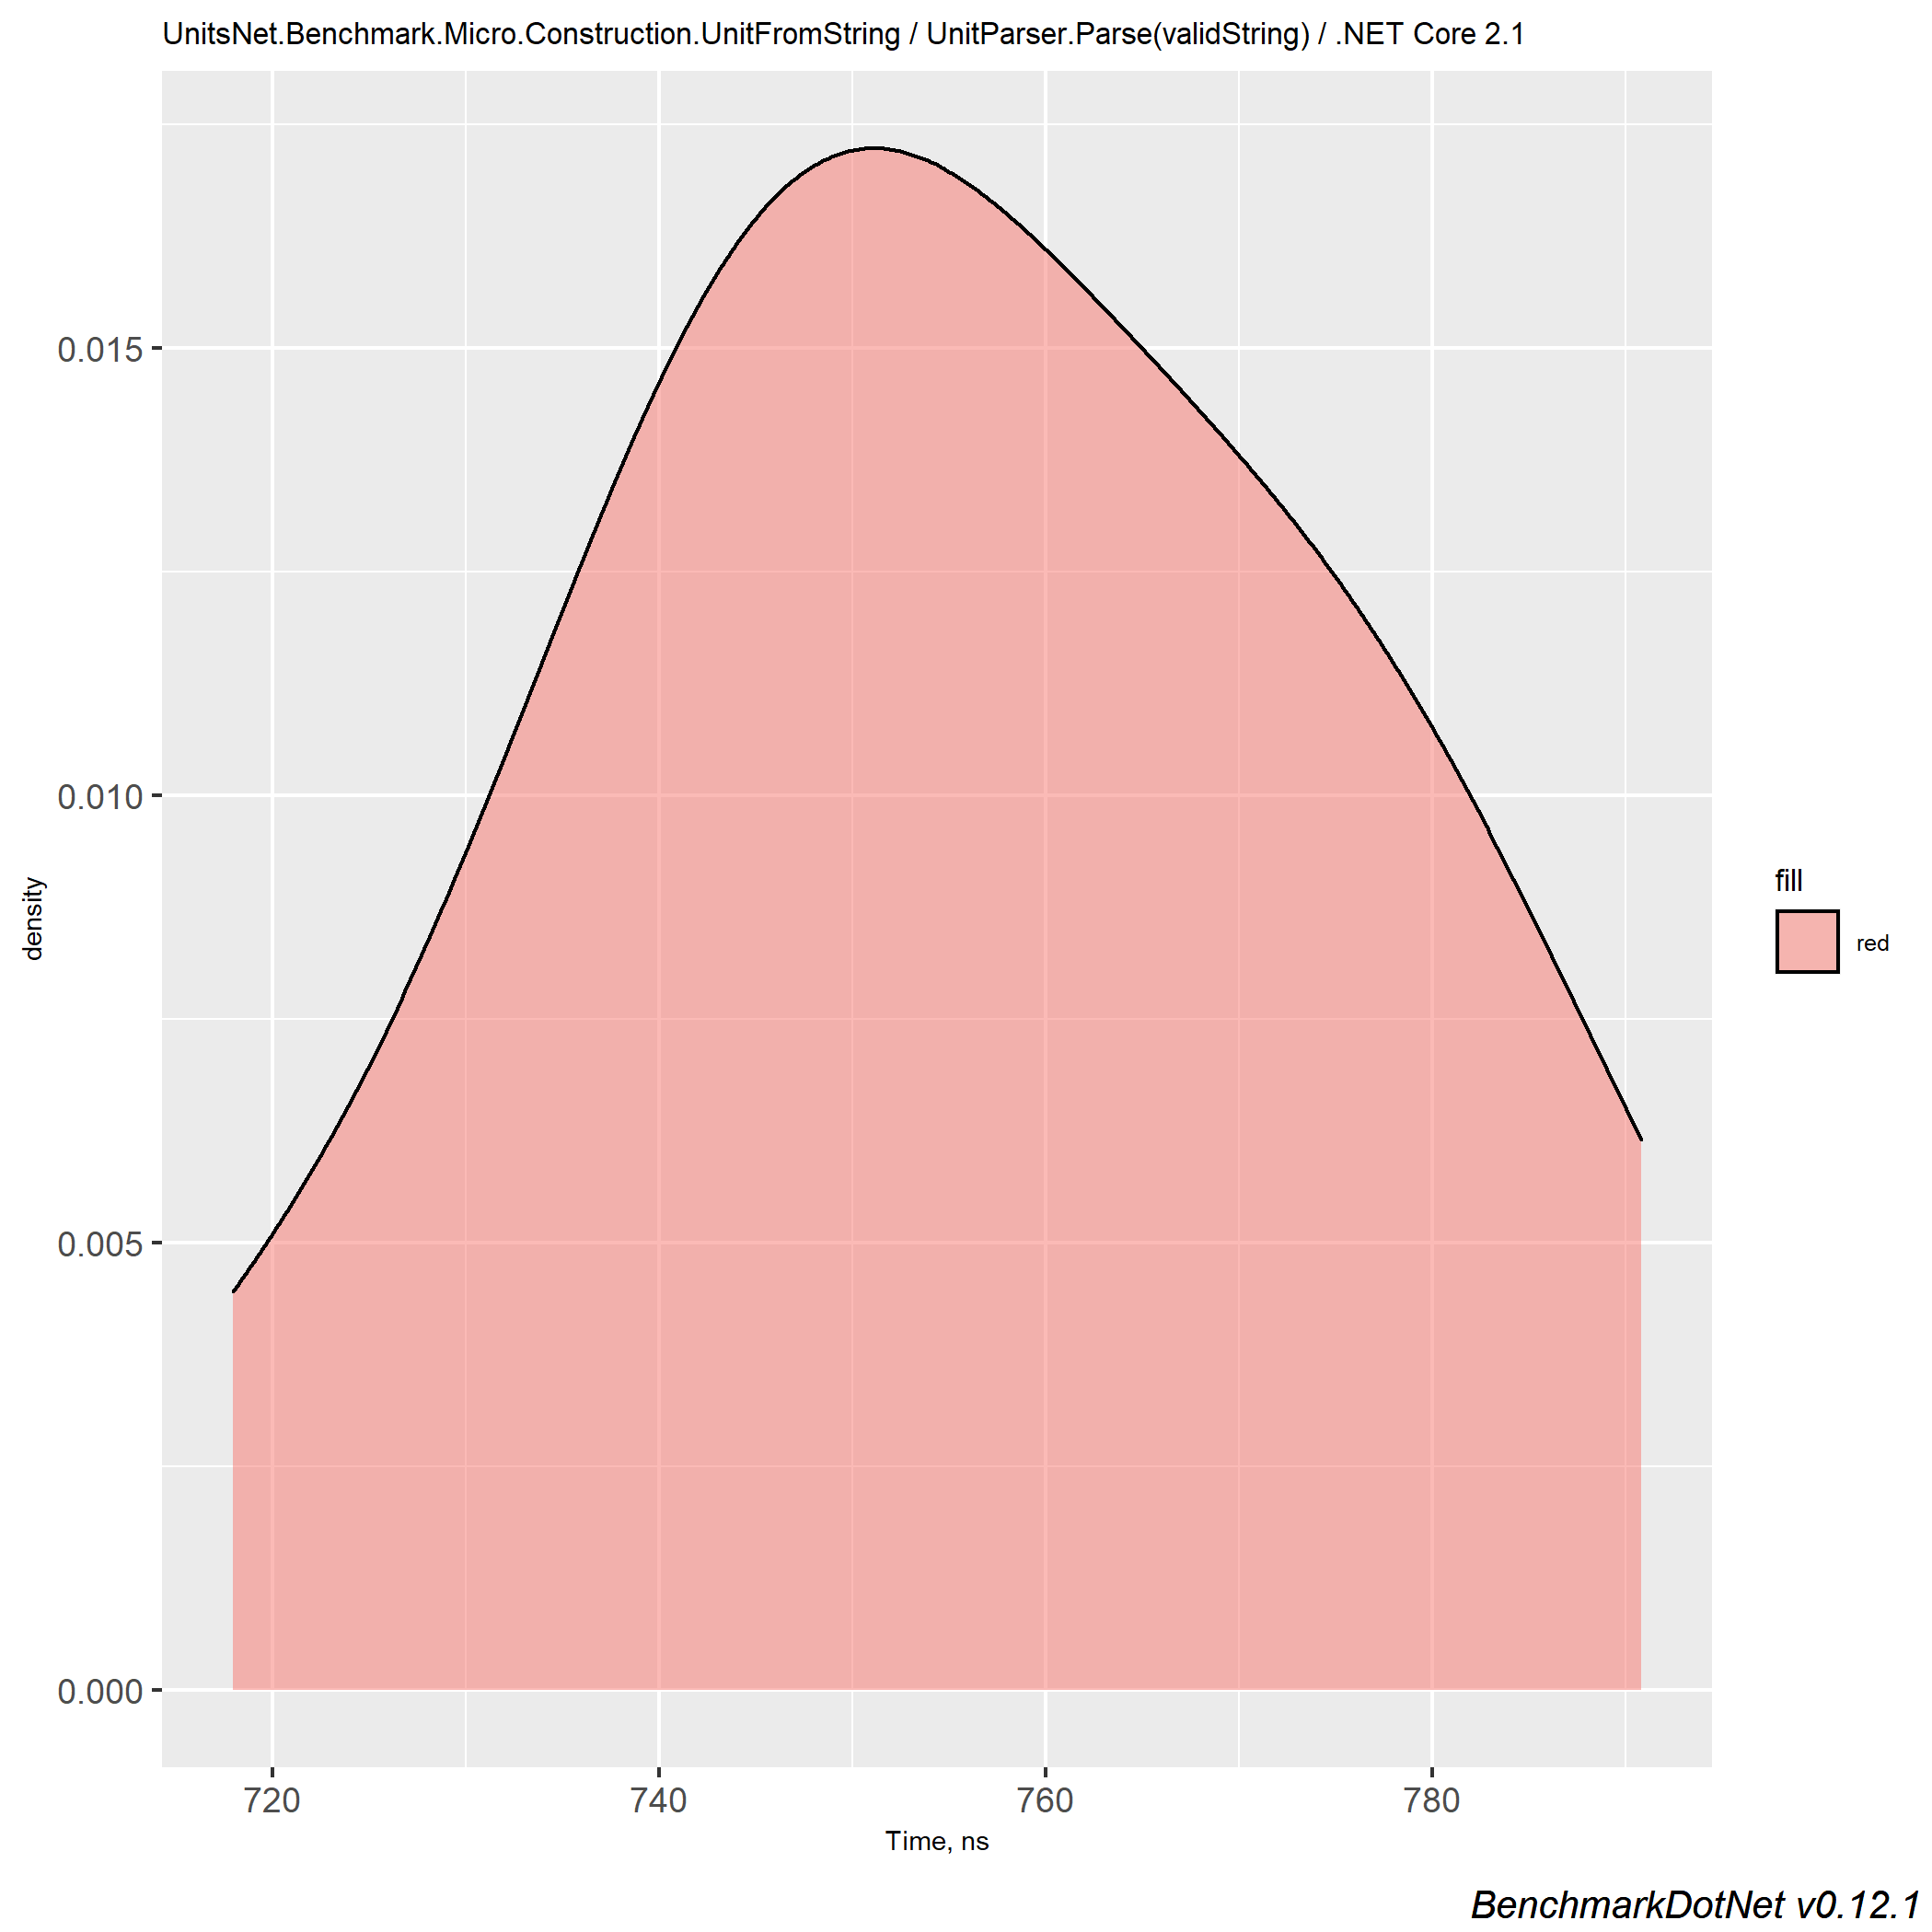 UnitsNet.Benchmark.Micro.Construction.UnitFromString / UnitParser.Parse(validString) / .NET Core 2.1
0.015
0.010
0.005
0.000
density
720 740 760 780
Time, ns
fill
red
BenchmarkDotNet v0.12.1